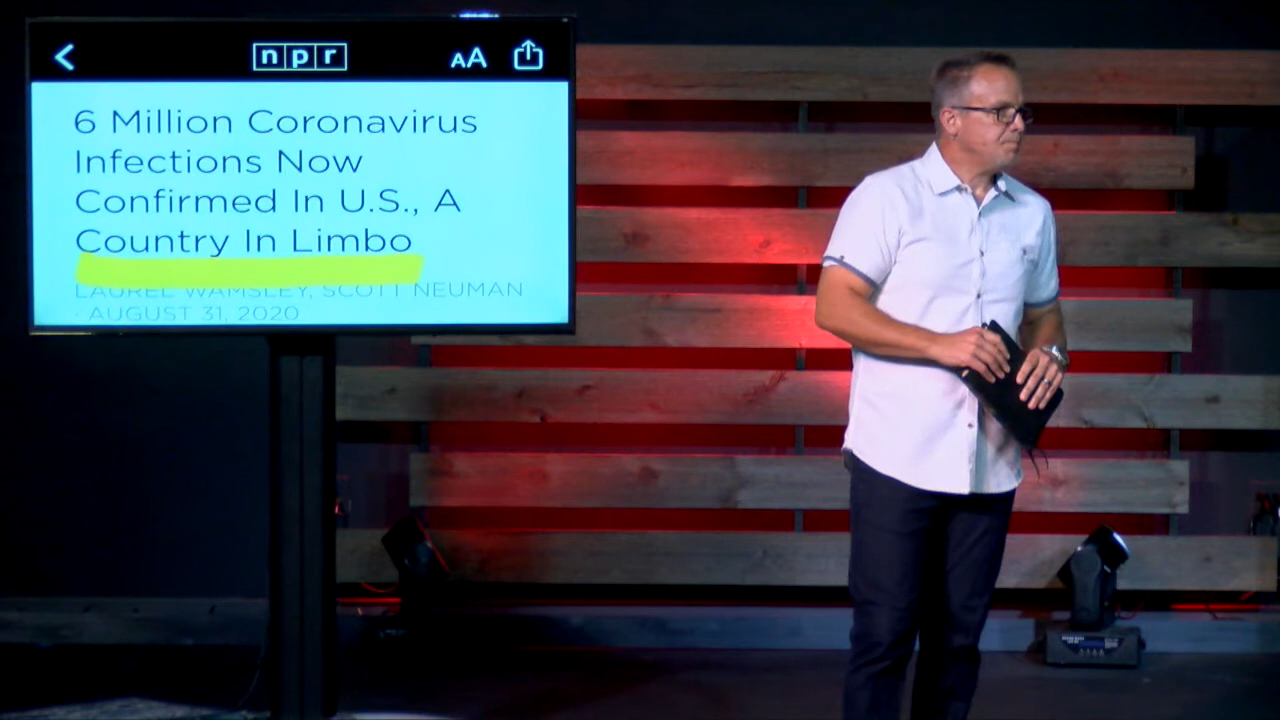 npr
AA
6 Million Coronavirus
Infections Now
Confirmed In U.S., A
Country In Limbo
LAUREL WAMSLEY, SCOTT NEUMAN
· AUGUST 31, 2020